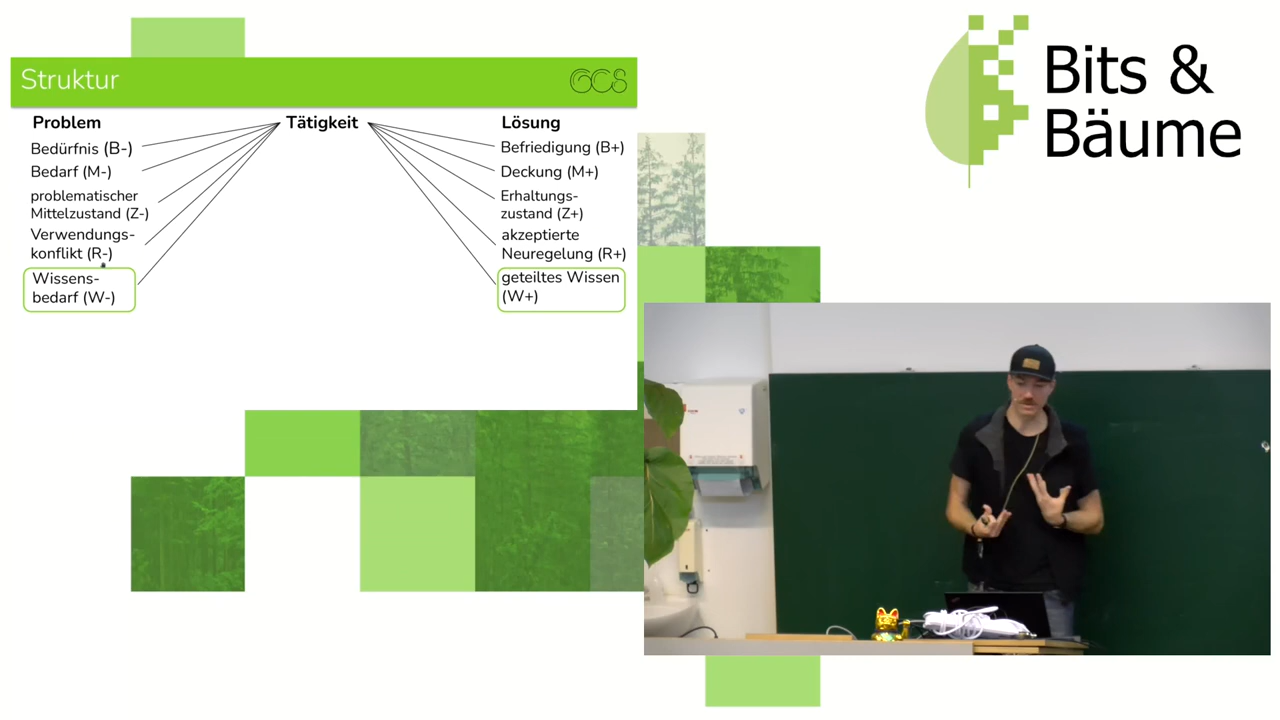 Struktur
GCS
Problem
Tätigkeit
Lösung
Bedürfnis (B-)
Bedarf (M-)
problematischer
Mittelzustand (Z-)
Verwendungs-
konflikt (R-)
Wissens-
bedarf (W-)
Befriedigung (B+)
Deckung (M+)
Erhaltungs-
zustand (Z+)
akzeptierte
Neuregelung (R+)
geteiltes Wissen
(W+)
Bits &
Bäume